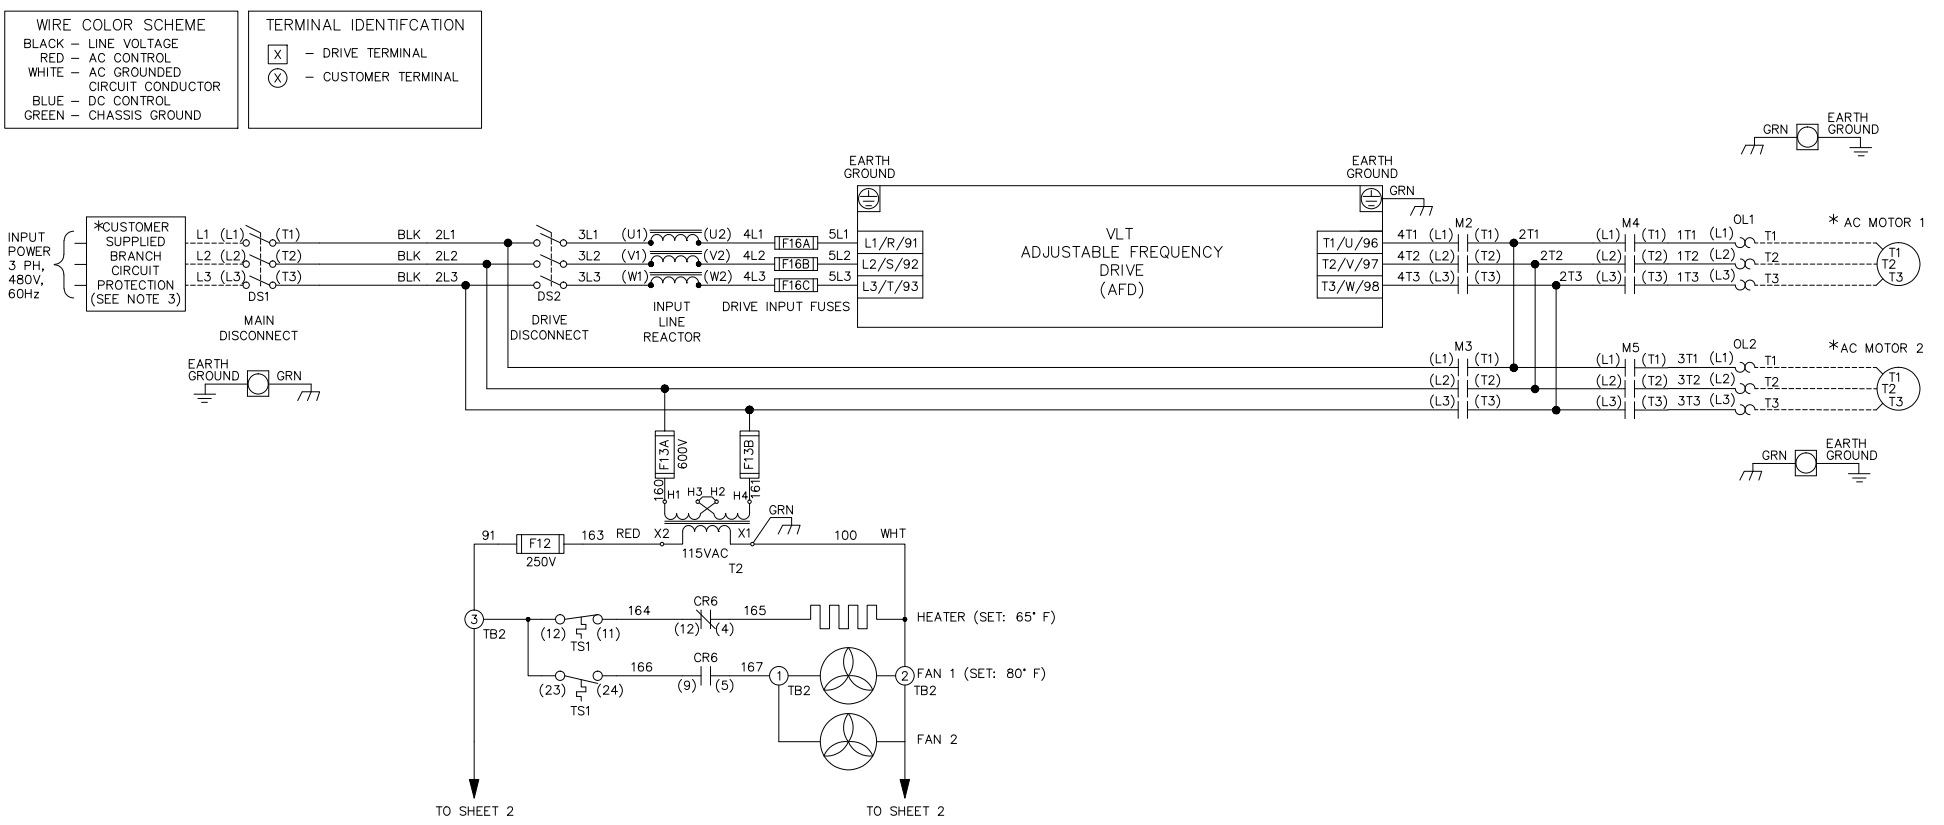 WIRE COLOR SCHEME
BLACK – LINE VOLTAGE
RED – AC CONTROL
WHITE – AC GROUNDED
CIRCUIT CONDUCTOR
BLUE – DC CONTROL
GREEN – CHASSIS GROUND
TERMINAL IDENTIFCATION
X – DRIVE TERMINAL
X – CUSTOMER TERMINAL
EARTH
GROUND
GRN
EARTH
GROUND
EARTH
GROUND
GRN
INPUT
POWER
3 PH,
480V,
60Hz
*CUSTOMER
SUPPLIED
BRANCH
CIRCUIT
PROTECTION
(SEE NOTE 3)
L1 (L1) (T1) BLK 2L1 3L1 (U1) (U2) 4L1 F16A 5L1 L1/R/91
L2 (L2) (T2) BLK 2L2 3L2 (V1) (V2) 4L2 F16B 5L2 L2/S/92
L3 (L3) (T3) BLK 2L3 3L3 (W1) (W2) 4L3 F16C 5L3 L3/T/93
DS1
MAIN
DISCONNECT
DS2
DRIVE
DISCONNECT
INPUT
LINE
REACTOR
DRIVE INPUT FUSES
VLT
ADJUSTABLE FREQUENCY
DRIVE
(AFD)
M2 M4 OL1 * AC MOTOR 1
T1/U/96 4T1 (L1) (T1) 2T1 (L1) (T1) 1T1 (L1) T1
T2/V/97 4T2 (L2) (T2) 2T2 (L2) (T2) 1T2 (L2) T2
T3/W/98 4T3 (L3) (T3) 2T3 (L3) (T3) 1T3 (L3) T3
T1
T2
T3
M3 M5 OL2 *AC MOTOR 2
(L1) (T1) (L1) (T1) 3T1 (L1) T1
(L2) (T2) (L2) (T2) 3T2 (L2) T2
(L3) (T3) (L3) (T3) 3T3 (L3) T3
T1
T2
T3
EARTH
GROUND
GRN
GRN
EARTH
GROUND
F13A
600V
F13B
160
161
H1 H3 H2 H4
GRN
91 F12 163 RED X2 X1 100 WHT
250V
115VAC
T2
CR6
3 164 165 HEATER (SET: 65° F)
TB2 (12) (11) (12) (4)
TS1
CR6
166 167 1 2 FAN 1 (SET: 80° F)
(23) (24) (9) (5) TB2 TB2
TS1
FAN 2
TO SHEET 2
TO SHEET 2